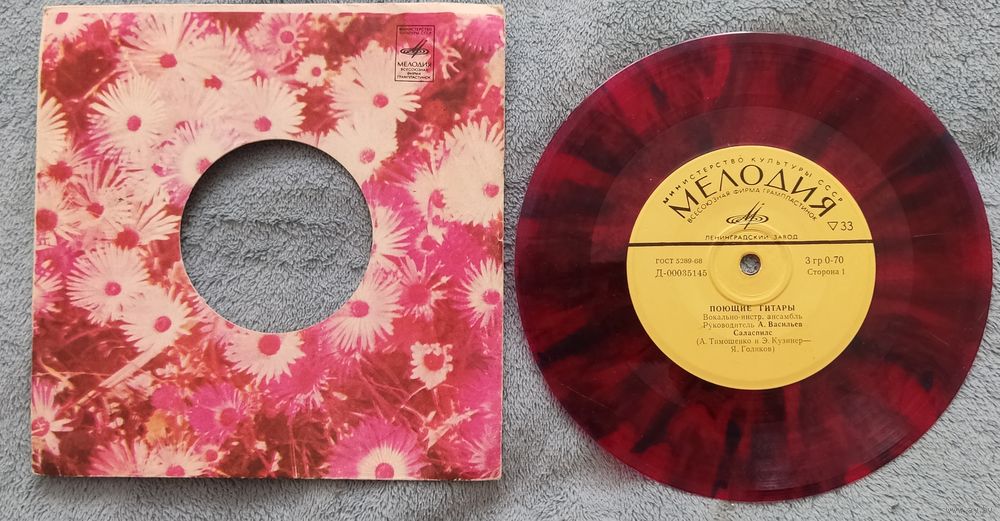 МИНИСТЕРСТВО
КУЛЬТУРЫ СССР
МЕЛОДИЯ
ВСЕСОЮЗНАЯ
ФИРМА
ГРАМПЛАСТИНОК
МИНИСТЕРСТВО КУЛЬТУРЫ СССР
МЕЛОДИЯ
ВСЕСОЮЗНАЯ ФИРМА ГРАМПЛАСТИНОК
▽33
ЛЕНИНГРАДСКИЙ ЗАВОД
ГОСТ 5289-68
3 гр 0-70
Д-00035145
Сторона 1
ПОЮЩИЕ ГИТАРЫ
Вокально-инстр. ансамбль
Руководитель А. Васильев
Саласпилс
(А. Тимошенко и Э. Кузинер—
Я. Голяков)